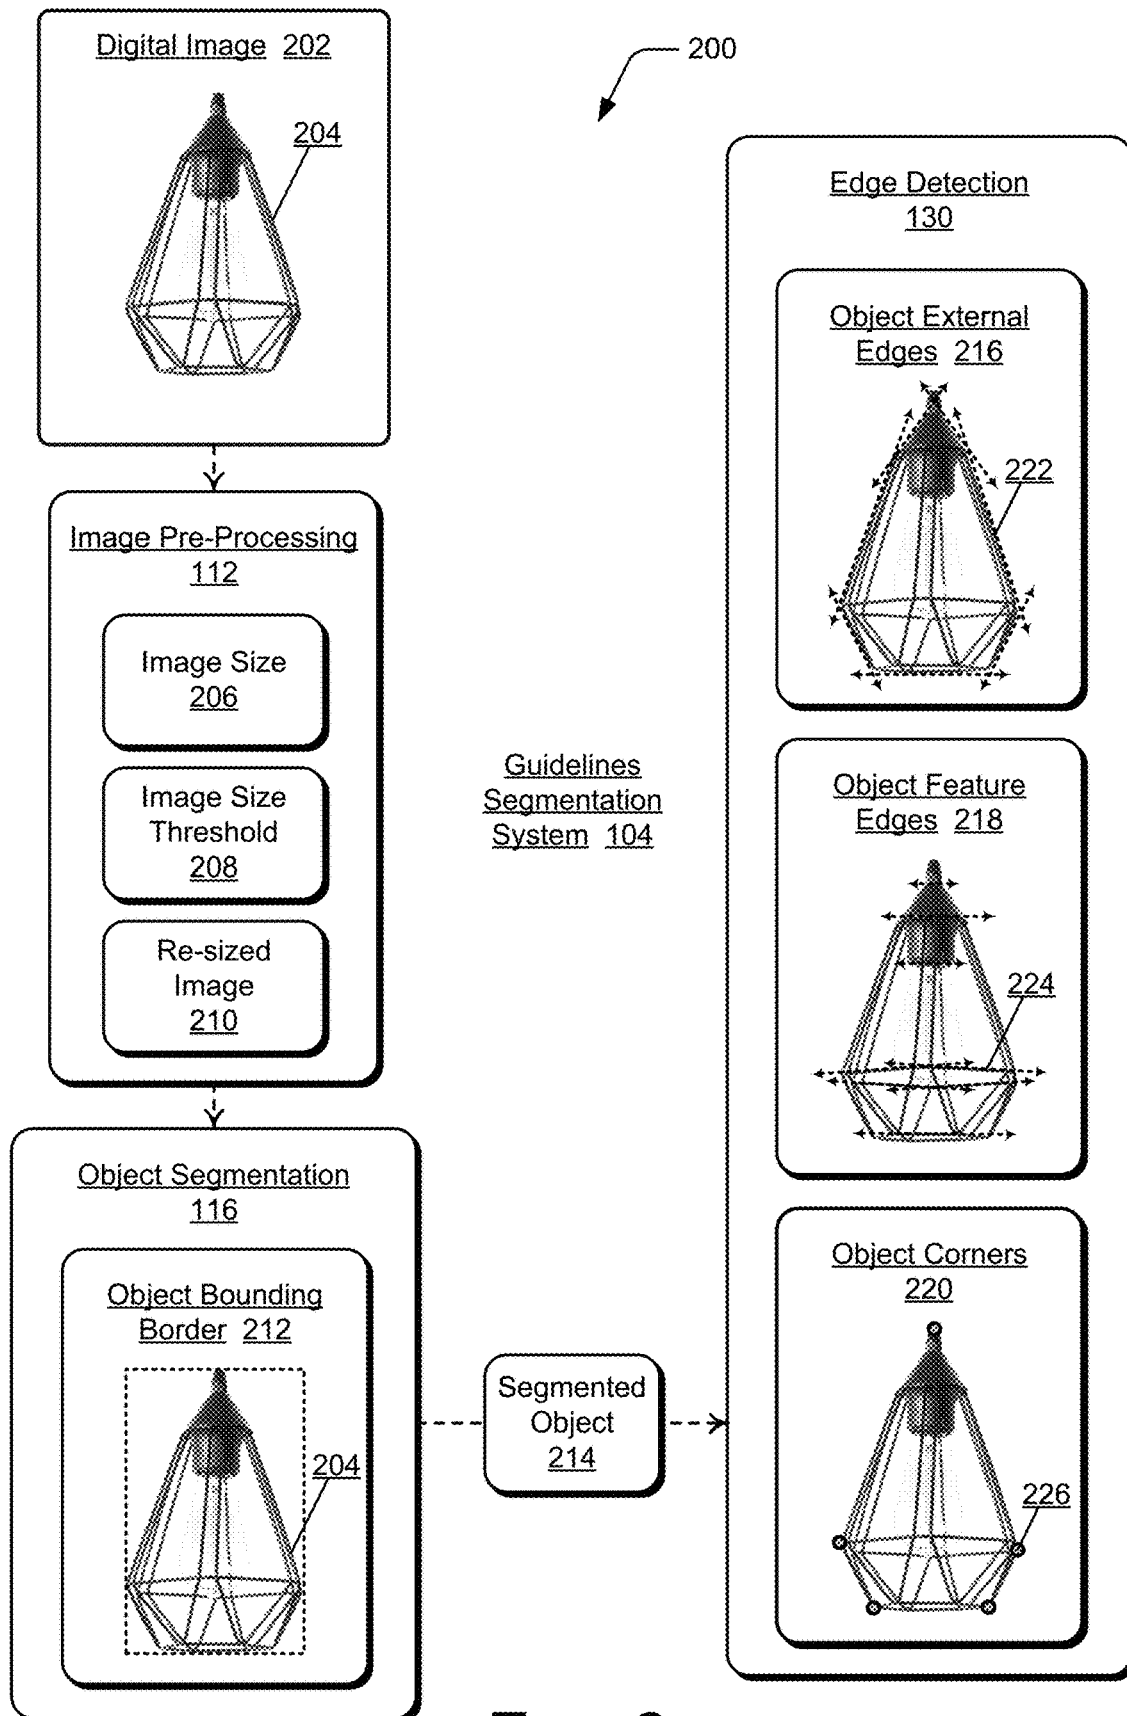 Digital Image 202
204
200
Image Pre-Processing
112
Image Size
206
Image Size
Threshold
208
Re-sized
Image
210
Object Segmentation
116
Object Bounding
Border 212
204
Guidelines
Segmentation
System 104
Segmented
Object
214
Edge Detection
130
Object External
Edges 216
222
Object Feature
Edges 218
224
Object Corners
220
226